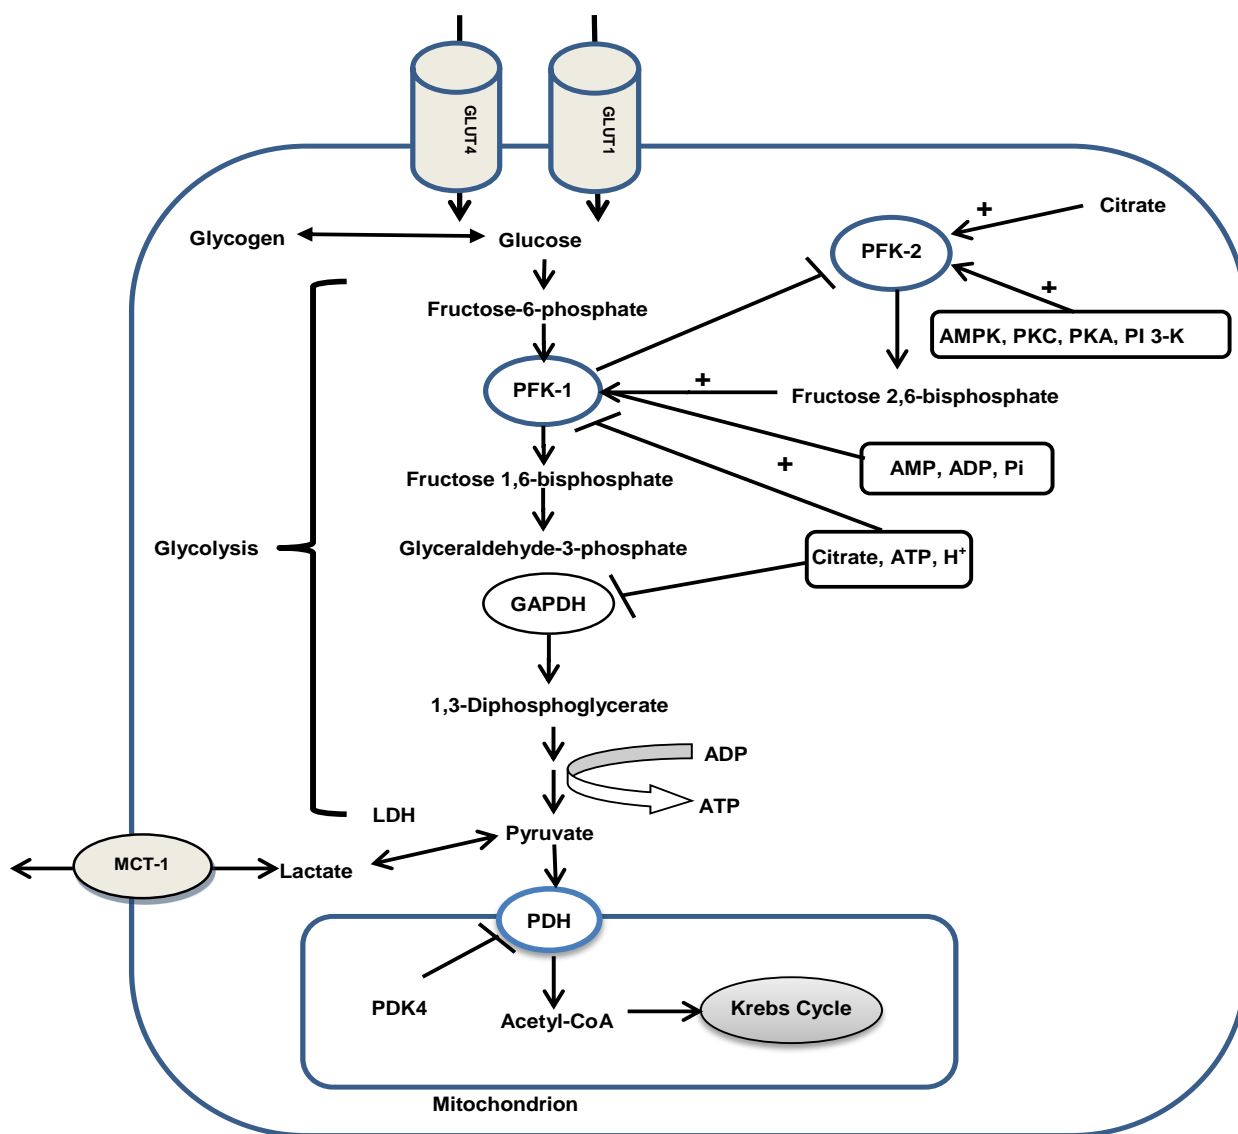 GLUT4
GLUT1
Citrate
+
Glycogen
Glucose
PFK-2
+
Fructose-6-phosphate
AMPK, PKC, PKA, PI 3-K
PFK-1
+
Fructose 2,6-bisphosphate
+
AMP, ADP, Pi
Fructose 1,6-bisphosphate
Glycolysis
Glyceraldehyde-3-phosphate
Citrate, ATP, H⁺
GAPDH
1,3-Diphosphoglycerate
ADP
ATP
LDH
Pyruvate
MCT-1
Lactate
PDH
PDK4
Acetyl-CoA
Krebs Cycle
Mitochondrion